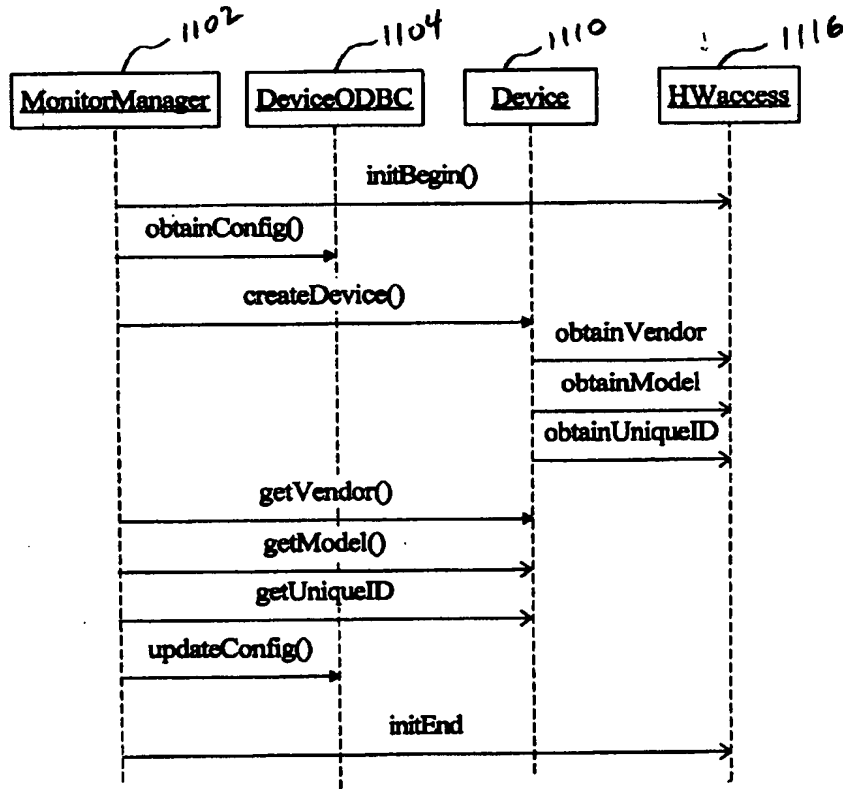 1102 1104 1110 1116
MonitorManager DeviceODBC Device HWaccess
initBegin()
obtainConfig()
createDevice()
obtainVendor
obtainModel
obtainUniqueID
getVendor()
getModel()
getUniqueID
updateConfig()
initEnd